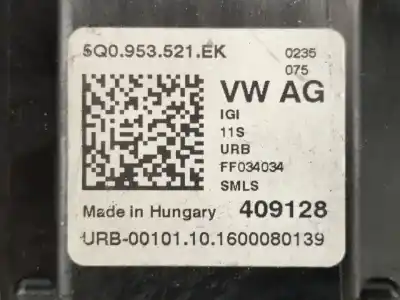 5Q0.953.521.EK
0235
075
VW AG
IGI
11S
URB
FF034034
SMLS
Made in Hungary 409128
URB-00101.10.1600080139